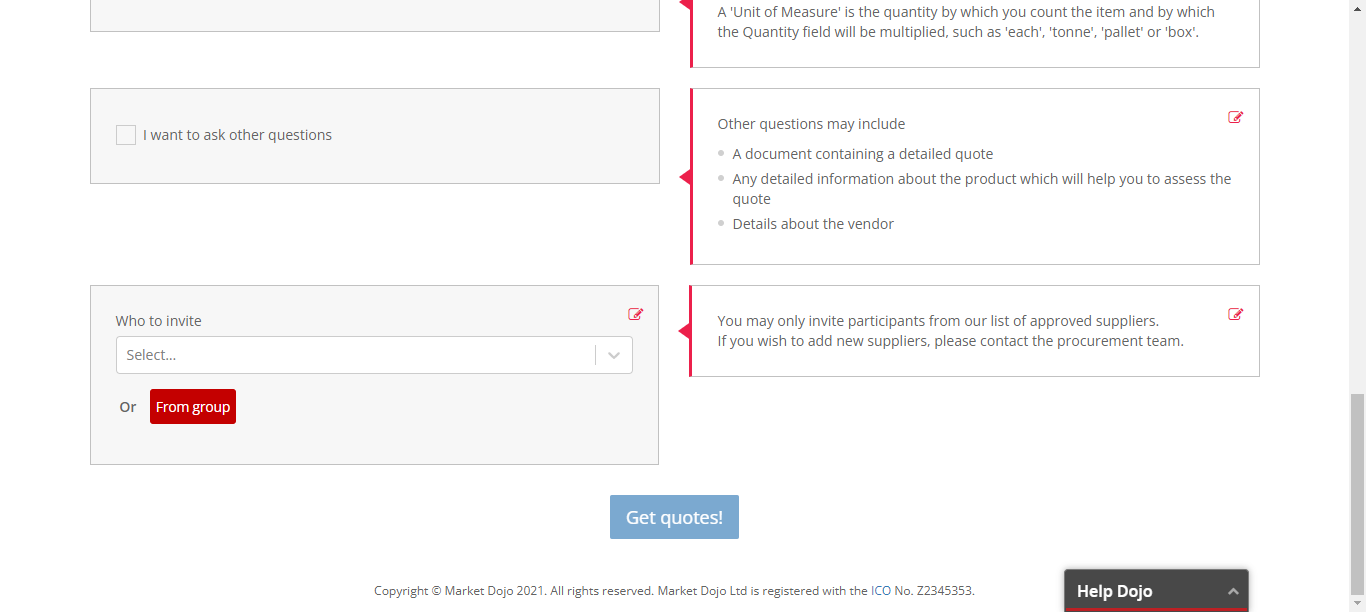 A 'Unit of Measure' is the quantity by which you count the item and by which
the Quantity field will be multiplied, such as 'each', 'tonne', 'pallet' or 'box'.
I want to ask other questions
Other questions may include
A document containing a detailed quote
Any detailed information about the product which will help you to assess the
quote
Details about the vendor
Who to invite
Select...
Or From group
You may only invite participants from our list of approved suppliers.
If you wish to add new suppliers, please contact the procurement team.
Get quotes!
Copyright © Market Dojo 2021. All rights reserved. Market Dojo Ltd is registered with the ICO No. Z2345353.
Help Dojo